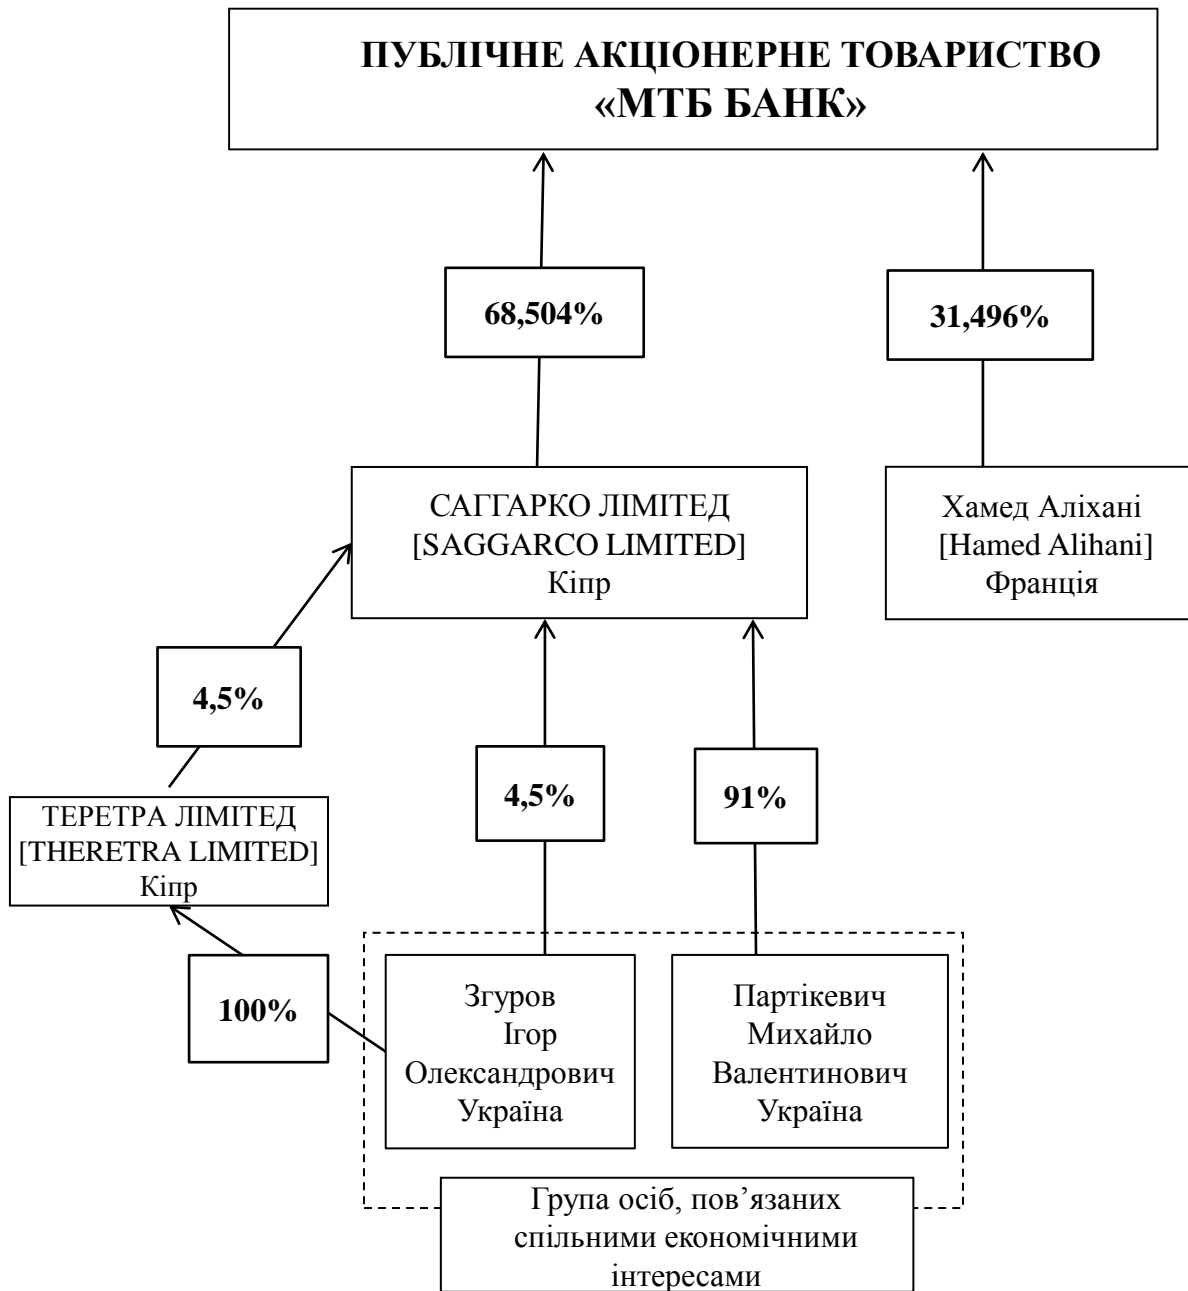 ПУБЛІЧНЕ АКЦІОНЕРНЕ ТОВАРИСТВО
«МТБ БАНК»
68,504%
31,496%
САГГАРКО ЛІМІТЕД
[SAGGARCO LIMITED]
Кіпр
Хамед Аліхані
[Hamed Alihani]
Франція
4,5%
4,5%
91%
ТЕРЕТРА ЛІМІТЕД
[THERETRA LIMITED]
Кіпр
100%
Згуров
Ігор
Олександрович
Україна
Партікевич
Михайло
Валентинович
Україна
Група осіб, пов’язаних
спільними економічними
інтересами